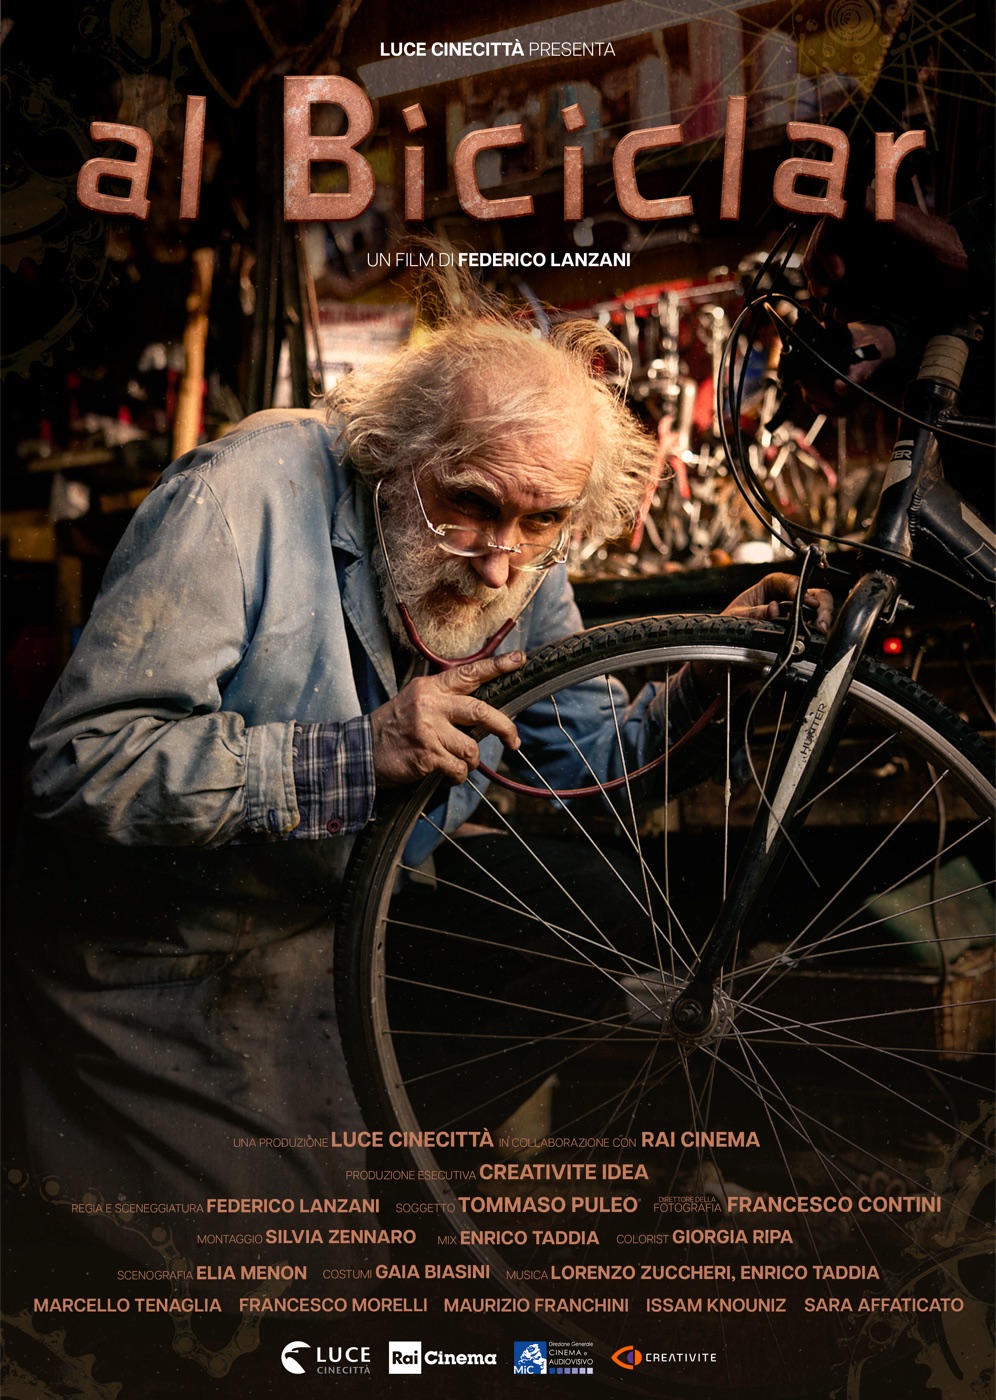 LUCE CINECITTÀ PRESENTA
al Biciclar
UN FILM DI FEDERICO LANZANI
HUNTER
UNA PRODUZIONE LUCE CINECITTÀ IN COLLABORAZIONE CON RAI CINEMA
PRODUZIONE ESECUTIVA CREATIVITE IDEA
REGIA E SCENEGGIATURA FEDERICO LANZANI SOGGETTO TOMMASO PULEO DIRETTORE DELLA FOTOGRAFIA FRANCESCO CONTINI
MONTAGGIO SILVIA ZENNARO MIX ENRICO TADDIA COLORIST GIORGIA RIPA
SCENOGRAFIA ELIA MENON COSTUMI GAIA BIASINI MUSICA LORENZO ZUCCHERI, ENRICO TADDIA
MARCELLO TENAGLIA FRANCESCO MORELLI MAURIZIO FRANCHINI ISSAM KNOUNIZ SARA AFFATICATO
LUCE CINECITTÀ
Rai Cinema
MiC Direzione Generale CINEMA e AUDIOVISIVO
CREATIVITE